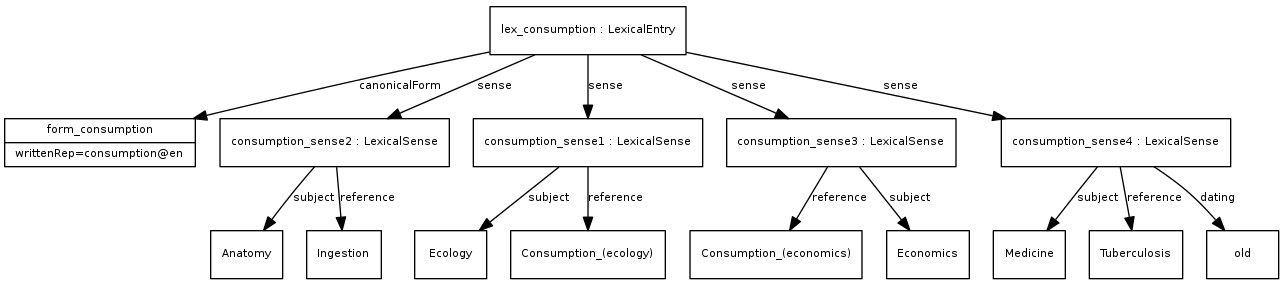 lex_consumption : LexicalEntry
canonicalForm
sense
sense
sense
sense
form_consumption
writtenRep=consumption@en
consumption_sense2 : LexicalSense
consumption_sense1 : LexicalSense
consumption_sense3 : LexicalSense
consumption_sense4 : LexicalSense
subject
reference
subject
reference
reference
subject
subject
reference
dating
Anatomy
Ingestion
Ecology
Consumption_(ecology)
Consumption_(economics)
Economics
Medicine
Tuberculosis
old